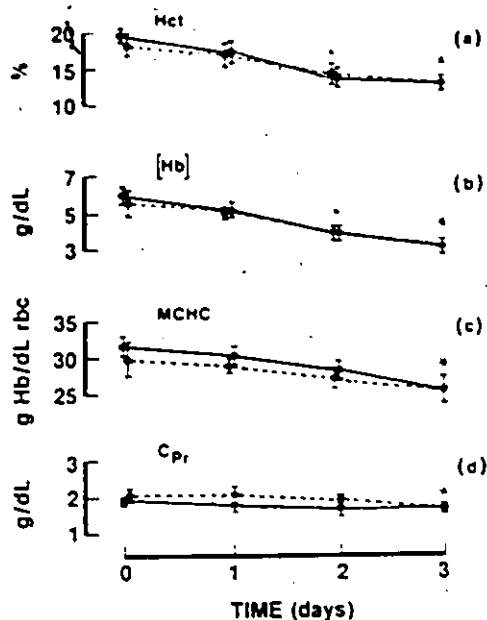 Hct
(a)
20
15
10
%
[Hb]
(b)
7
5
3
g/dL
MCHC
(c)
35
30
25
g Hb/dL rbc
CPr
(d)
3
2
1
g/dL
0 1 2 3
TIME (days)